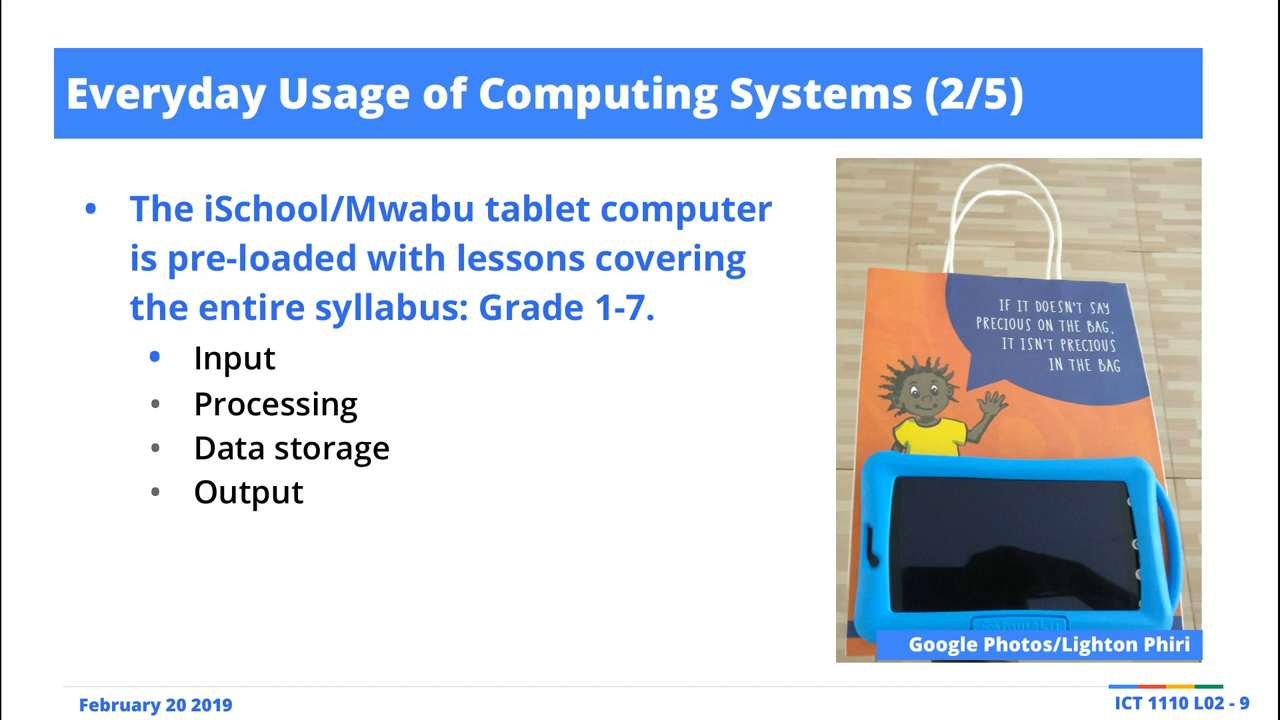 Everyday Usage of Computing Systems (2/5)
• The iSchool/Mwabu tablet computer
is pre-loaded with lessons covering
the entire syllabus: Grade 1-7.
• Input
• Processing
• Data storage
• Output
IF IT DOESN'T SAY
PRECIOUS ON THE BAG,
IT ISN'T PRECIOUS
IN THE BAG
Google Photos/Lighton Phiri
February 20 2019
ICT 1110 L02 - 9